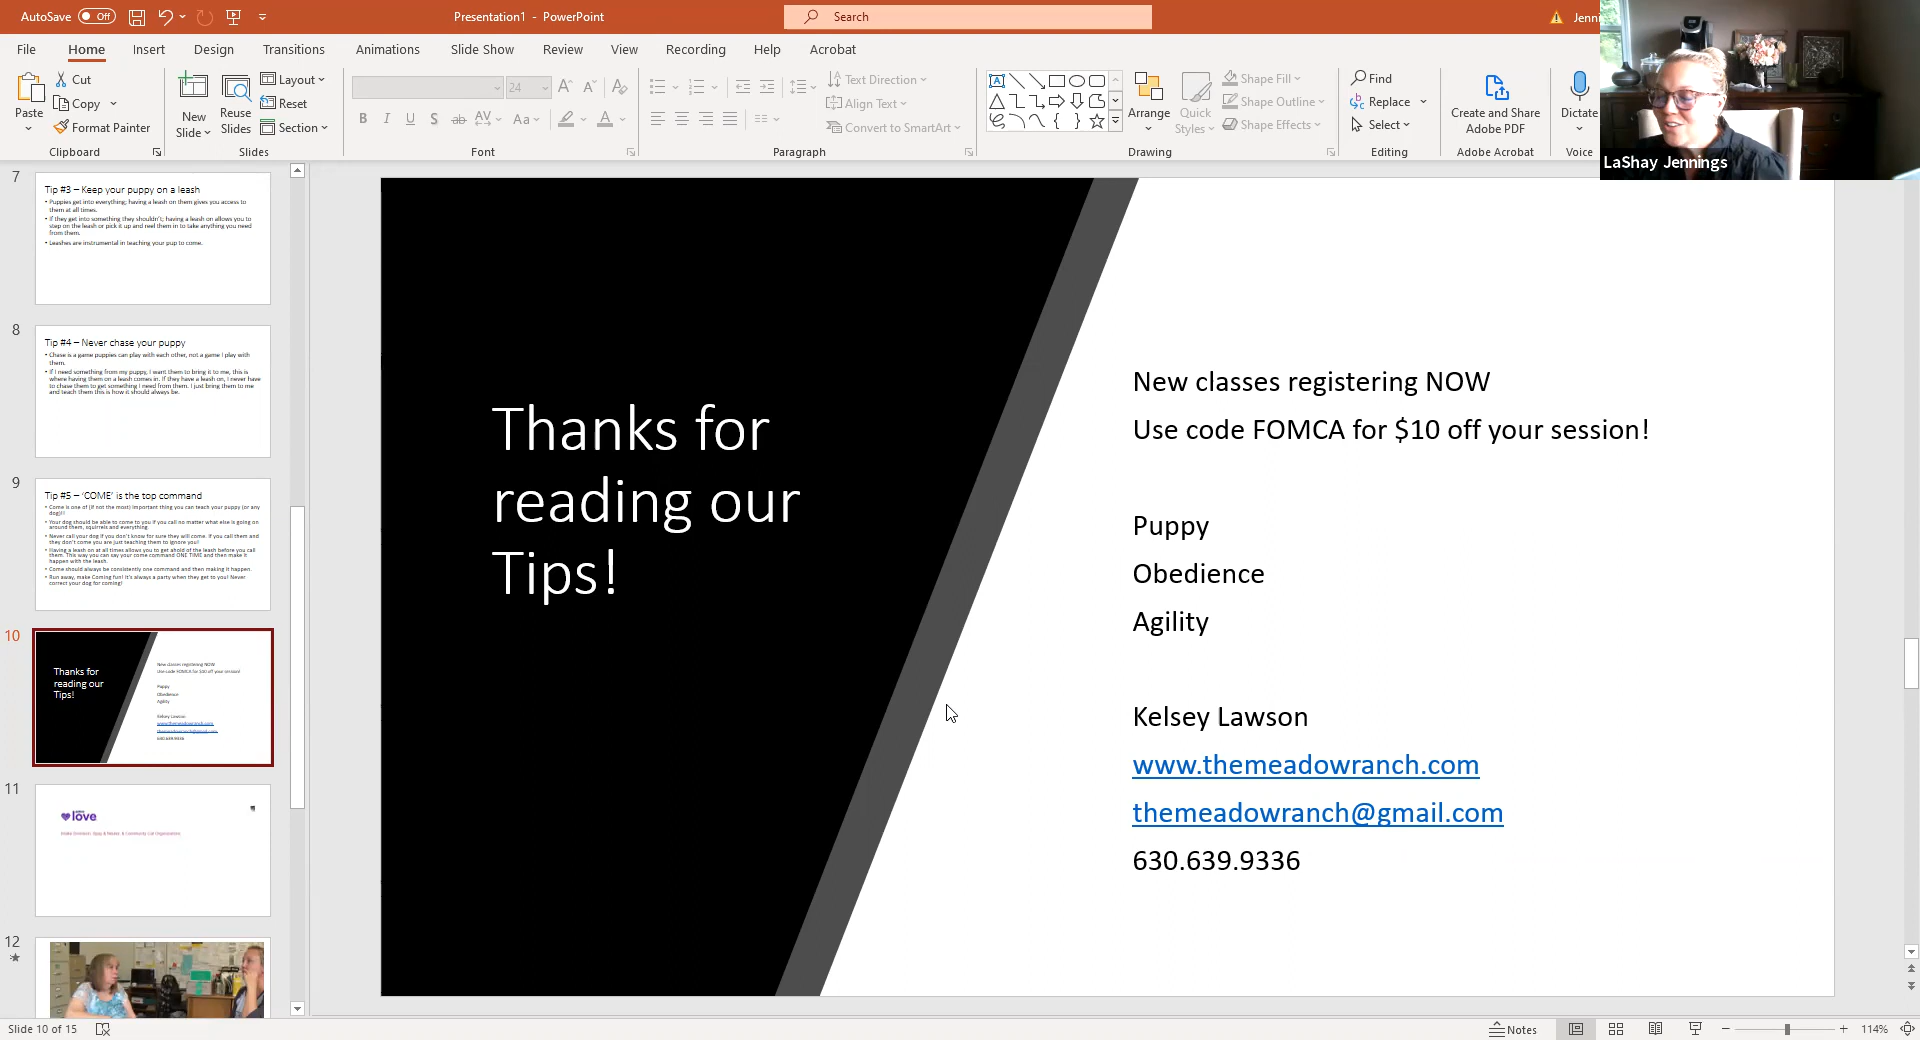 AutoSave Off
Presentation1 - PowerPoint
Search
Jenni
File Home Insert Design Transitions Animations Slide Show Review View Recording Help Acrobat
Paste
Cut
Copy
Format Painter
Clipboard
New Slide
Reuse Slides
Layout
Reset
Section
Slides
24
Font
Text Direction
Align Text
Convert to SmartArt
Paragraph
Arrange
Quick Styles
Shape Fill
Shape Outline
Shape Effects
Drawing
Find
Replace
Select
Editing
Create and Share Adobe PDF
Adobe Acrobat
Dictate
Voice
LaShay Jennings
7
Tip #3 – Keep your puppy on a leash
• Puppies get into everything; having a leash on them gives you access to
them at all times.
• If they get into something they shouldn't; having a leash on allows you to
step on the leash or pick it up and reel them in to take anything you need
from them.
• Leashes are instrumental in teaching your pup to come.
8
Tip #4 – Never chase your puppy
• Chase is a game puppies can play with each other, not a game I play with
them.
• If I need something from my puppy, I want them to bring it to me, this is
where having them on a leash comes in. If they have a leash on, I never have
to chase them to get something I need from them. I just bring them to me
and teach them this is how it should always be.
9
Tip #5 – 'COME' is the top command
• Come is one of (if not the most) important thing you can teach your puppy (or any
dog)!!!
• Your dog should be able to come to you if you call no matter what else is going on
around them, squirrels and everything
• Never call your dog if you don't know for sure they will come. If you call them and
they don't come you are just teaching them to ignore you!
• Having a leash on at all times allows you to get ahold of the leash before you call
them. This way you can say your come command ONE TIME and then make it
happen with the leash.
• Come should always be consistently one command and then making it happen.
• Run away, make Coming fun! It's always a party when they get to you! Never
correct your dog for coming!
10
Thanks for
reading our
Tips!
New classes registering NOW
Use code FOMCA for $10 off your session!
Puppy
Obedience
Agility
Kelsey Lawson
www.themeadowranch.com
themeadowranch@gmail.com
630.639.9336
11
love
12
Thanks for
reading our
Tips!
New classes registering NOW
Use code FOMCA for $10 off your session!
Puppy
Obedience
Agility
Kelsey Lawson
www.themeadowranch.com
themeadowranch@gmail.com
630.639.9336
Slide 10 of 15
Notes
114%